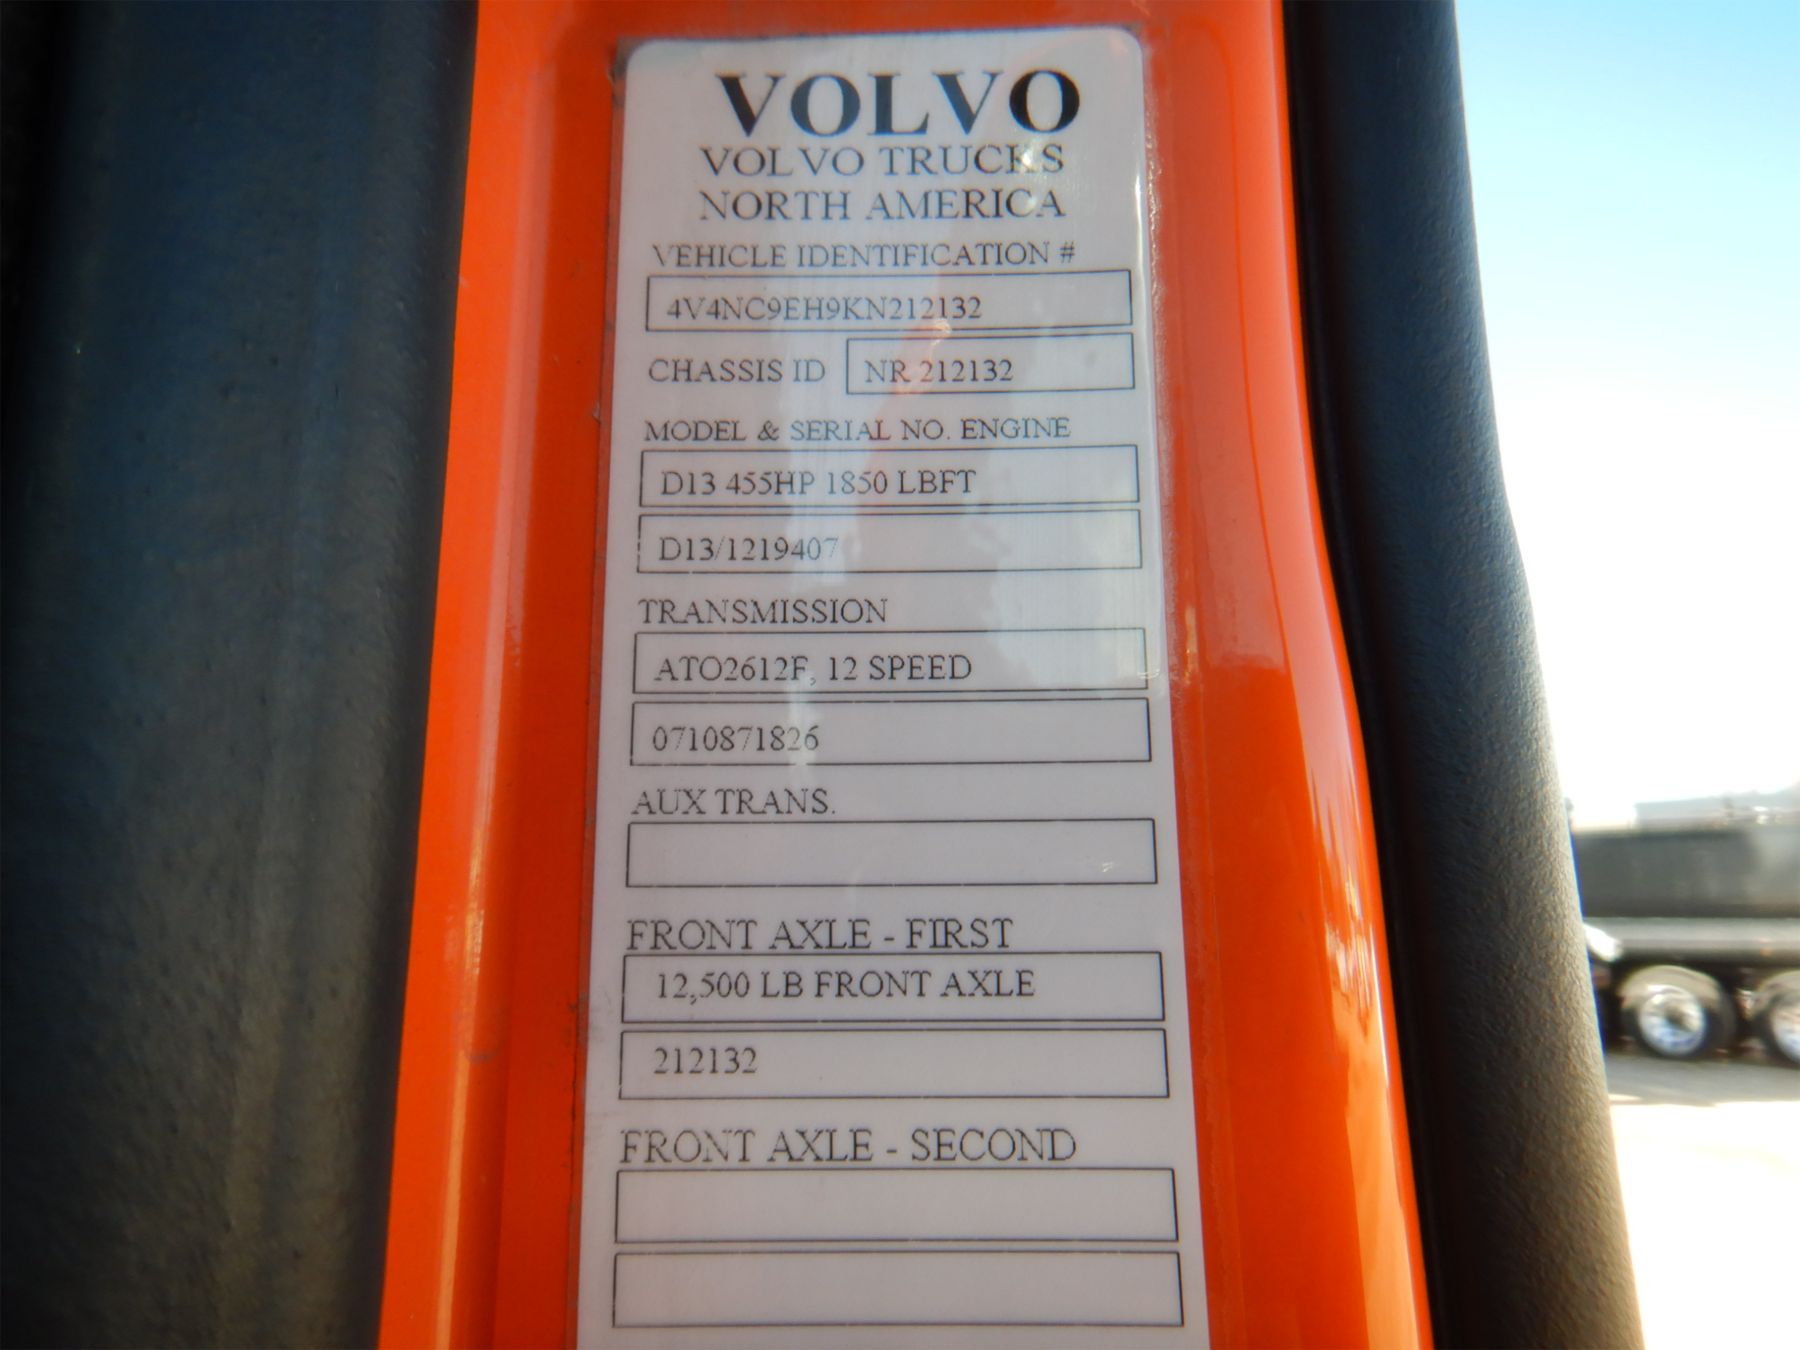 VOLVO
VOLVO TRUCKS
NORTH AMERICA
VEHICLE IDENTIFICATION #
4V4NC9EH9KN212132
CHASSIS ID NR 212132
MODEL & SERIAL NO. ENGINE
D13 455HP 1850 LBFT
D13/1219407
TRANSMISSION
ATO2612F, 12 SPEED
0710871826
AUX TRANS.
FRONT AXLE - FIRST
12,500 LB FRONT AXLE
212132
FRONT AXLE - SECOND